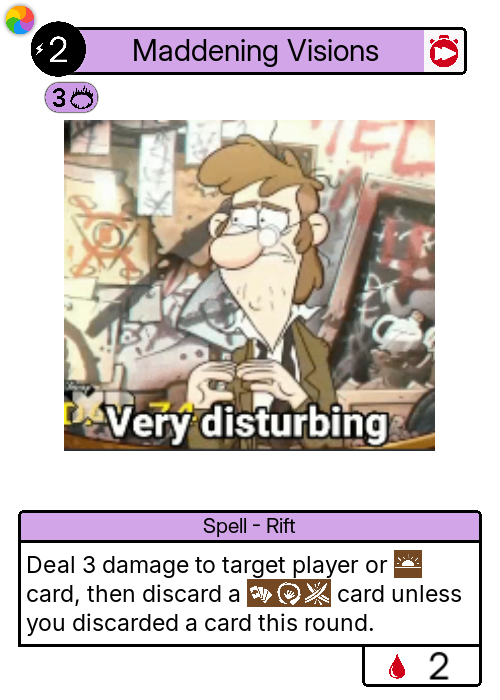 2
Maddening Visions
3
Very disturbing
Spell - Rift
Deal 3 damage to target player or
card, then discard a card unless
you discarded a card this round.
2